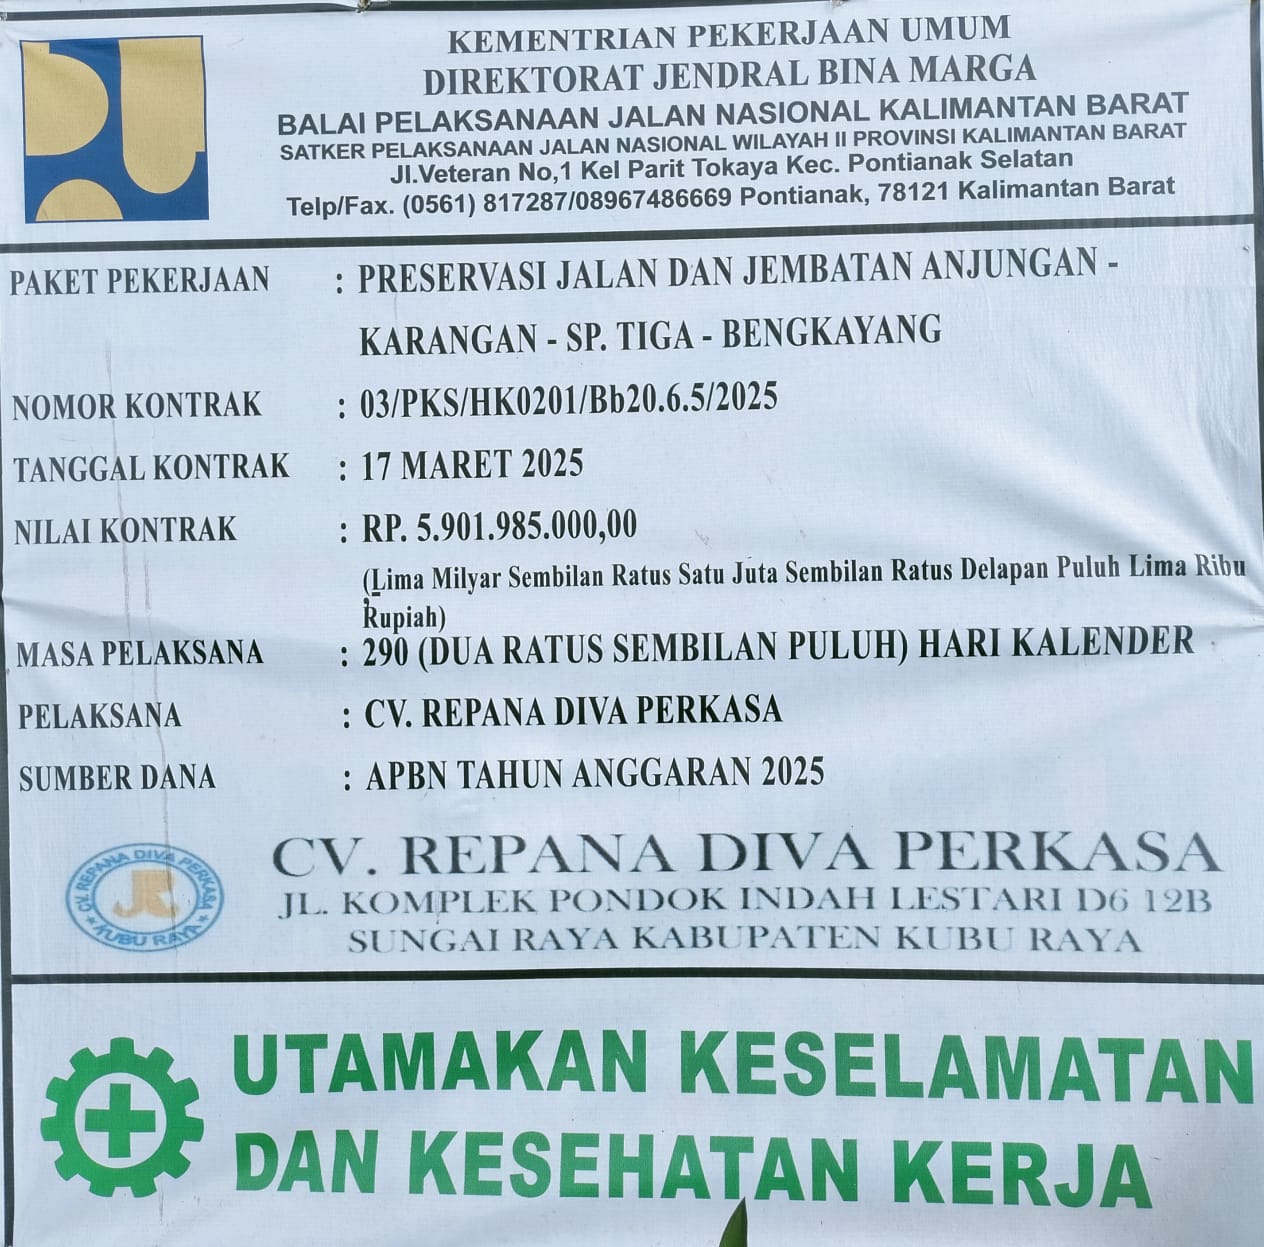 KEMENTRIAN PEKERJAAN UMUM
DIREKTORAT JENDRAL BINA MARGA
BALAI PELAKSANAAN JALAN NASIONAL KALIMANTAN BARAT
SATKER PELAKSANAAN JALAN NASIONAL WILAYAH II PROVINSI KALIMANTAN BARAT
Jl.Veteran No,1 Kel Parit Tokaya Kec. Pontianak Selatan
Telp/Fax. (0561) 817287/08967486669 Pontianak, 78121 Kalimantan Barat
PAKET PEKERJAAN : PRESERVASI JALAN DAN JEMBATAN ANJUNGAN -
KARANGAN - SP. TIGA - BENGKAYANG
NOMOR KONTRAK : 03/PKS/HK0201/Bb20.6.5/2025
TANGGAL KONTRAK : 17 MARET 2025
NILAI KONTRAK : RP. 5.901.985.000,00
(Lima Milyar Sembilan Ratus Satu Juta Sembilan Ratus Delapan Puluh Lima Ribu
Rupiah)
MASA PELAKSANA : 290 (DUA RATUS SEMBILAN PULUH) HARI KALENDER
PELAKSANA : CV. REPANA DIVA PERKASA
SUMBER DANA : APBN TAHUN ANGGARAN 2025
CV. REPANA DIVA PERKASA
KUBU RAYA
CV. REPANA DIVA PERKASA
JL. KOMPLEK PONDOK INDAH LESTARI D6 12B
SUNGAI RAYA KABUPATEN KUBU RAYA
UTAMAKAN KESELAMATAN
DAN KESEHATAN KERJA